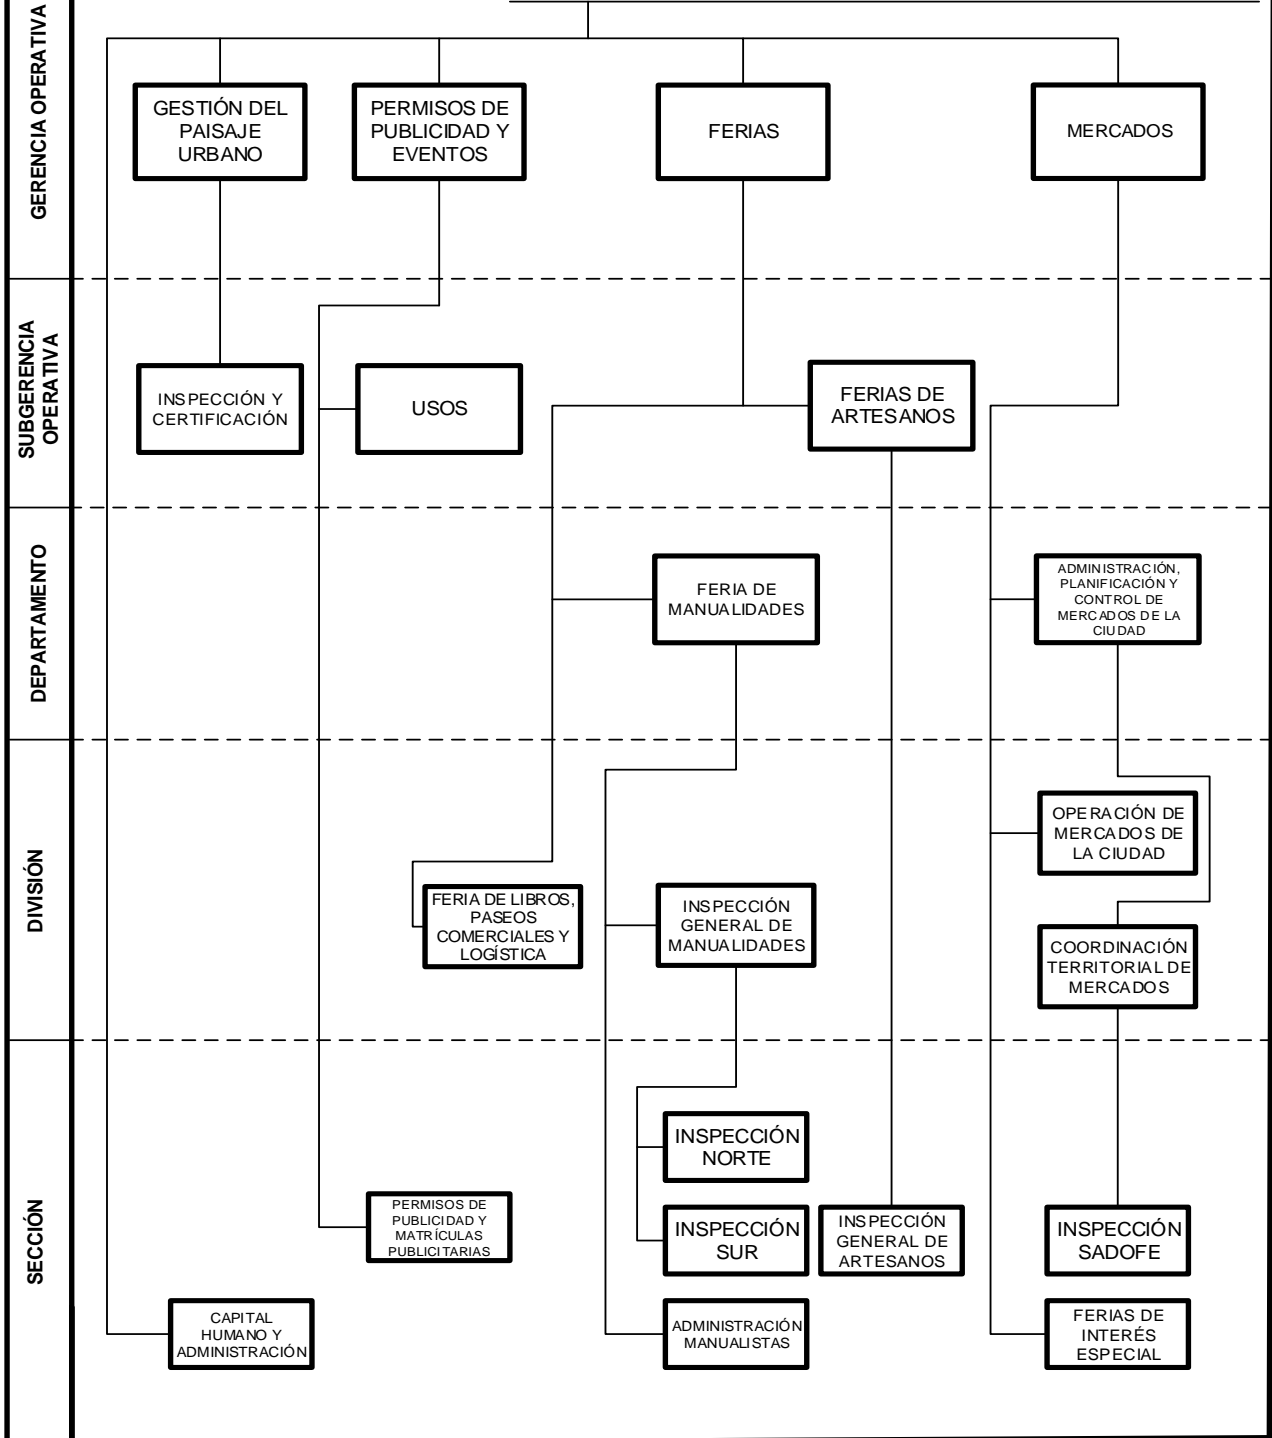 GERENCIA OPERATIVA
GESTIÓN DEL
PAISAJE
URBANO
PERMISOS DE
PUBLICIDAD Y
EVENTOS
FERIAS
MERCADOS
SUBGERENCIA
OPERATIVA
INSPECCIÓN Y
CERTIFICACIÓN
USOS
FERIAS DE
ARTESANOS
DEPARTAMENTO
FERIA DE
MANUALIDADES
ADMINISTRACIÓN,
PLANIFICACIÓN Y
CONTROL DE
MERCADOS DE LA
CIUDAD
DIVISIÓN
OPERACIÓN DE
MERCADOS DE
LA CIUDAD
FERIA DE LIBROS,
PASEOS
COMERCIALES Y
LOGÍSTICA
INSPECCIÓN
GENERAL DE
MANUALIDADES
COORDINACIÓN
TERRITORIAL DE
MERCADOS
SECCIÓN
INSPECCIÓN
NORTE
PERMISOS DE
PUBLICIDAD Y
MATRÍCULAS
PUBLICITARIAS
INSPECCIÓN
SUR
INSPECCIÓN
GENERAL DE
ARTESANOS
INSPECCIÓN
SADOFE
CAPITAL
HUMANO Y
ADMINISTRACIÓN
ADMINISTRACIÓN
MANUALISTAS
FERIAS DE
INTERÉS
ESPECIAL